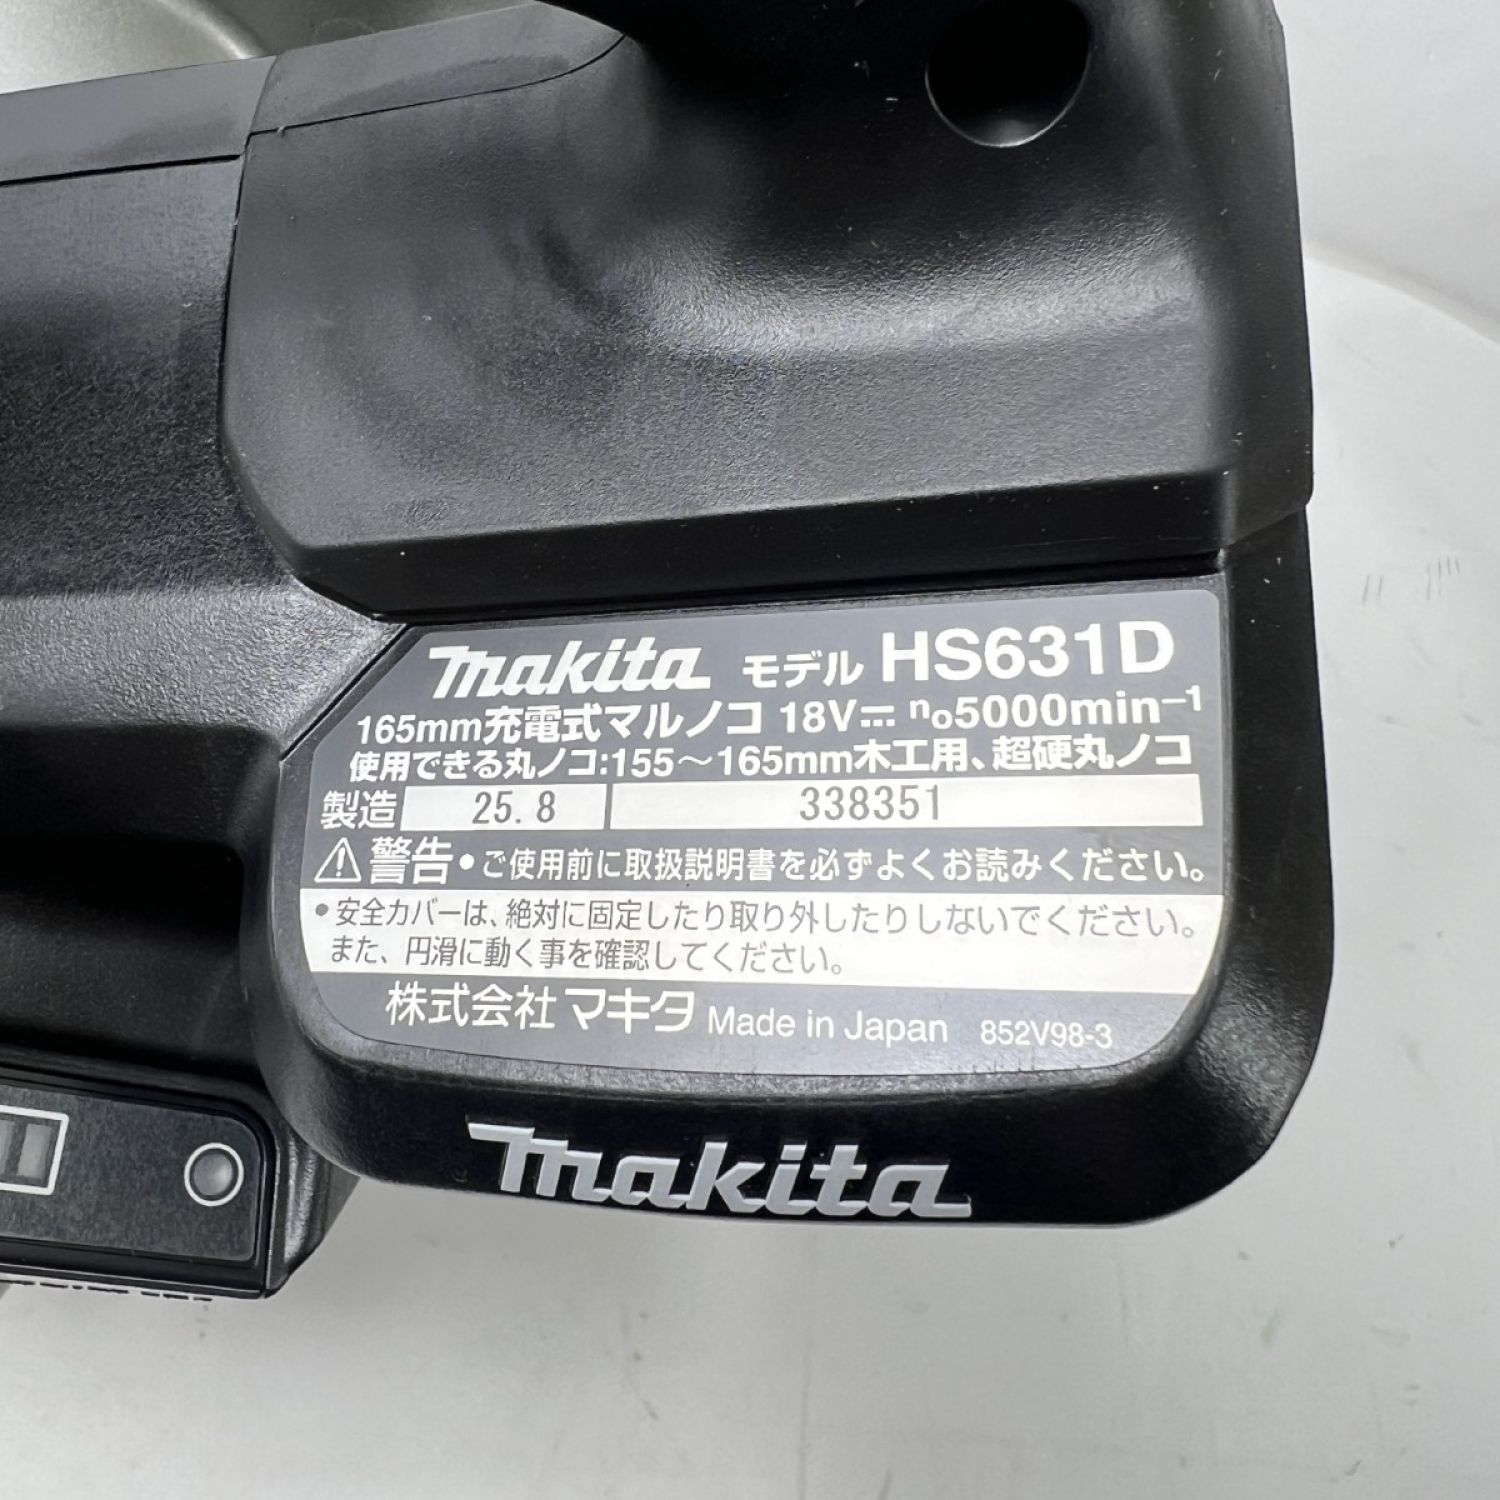 makita モデル HS631D
165mm充電式マルノコ 18V⎓ no5000min−1
使用できる丸ノコ:155～165mm木工用、超硬丸ノコ
製造 25.8 338351
⚠警告 • ご使用前に取扱説明書を必ずよくお読みください。
• 安全カバーは、絶対に固定したり取り外したりしないでください。
また、円滑に動く事を確認してください。
株式会社マキタ Made in Japan 852V98-3
makita